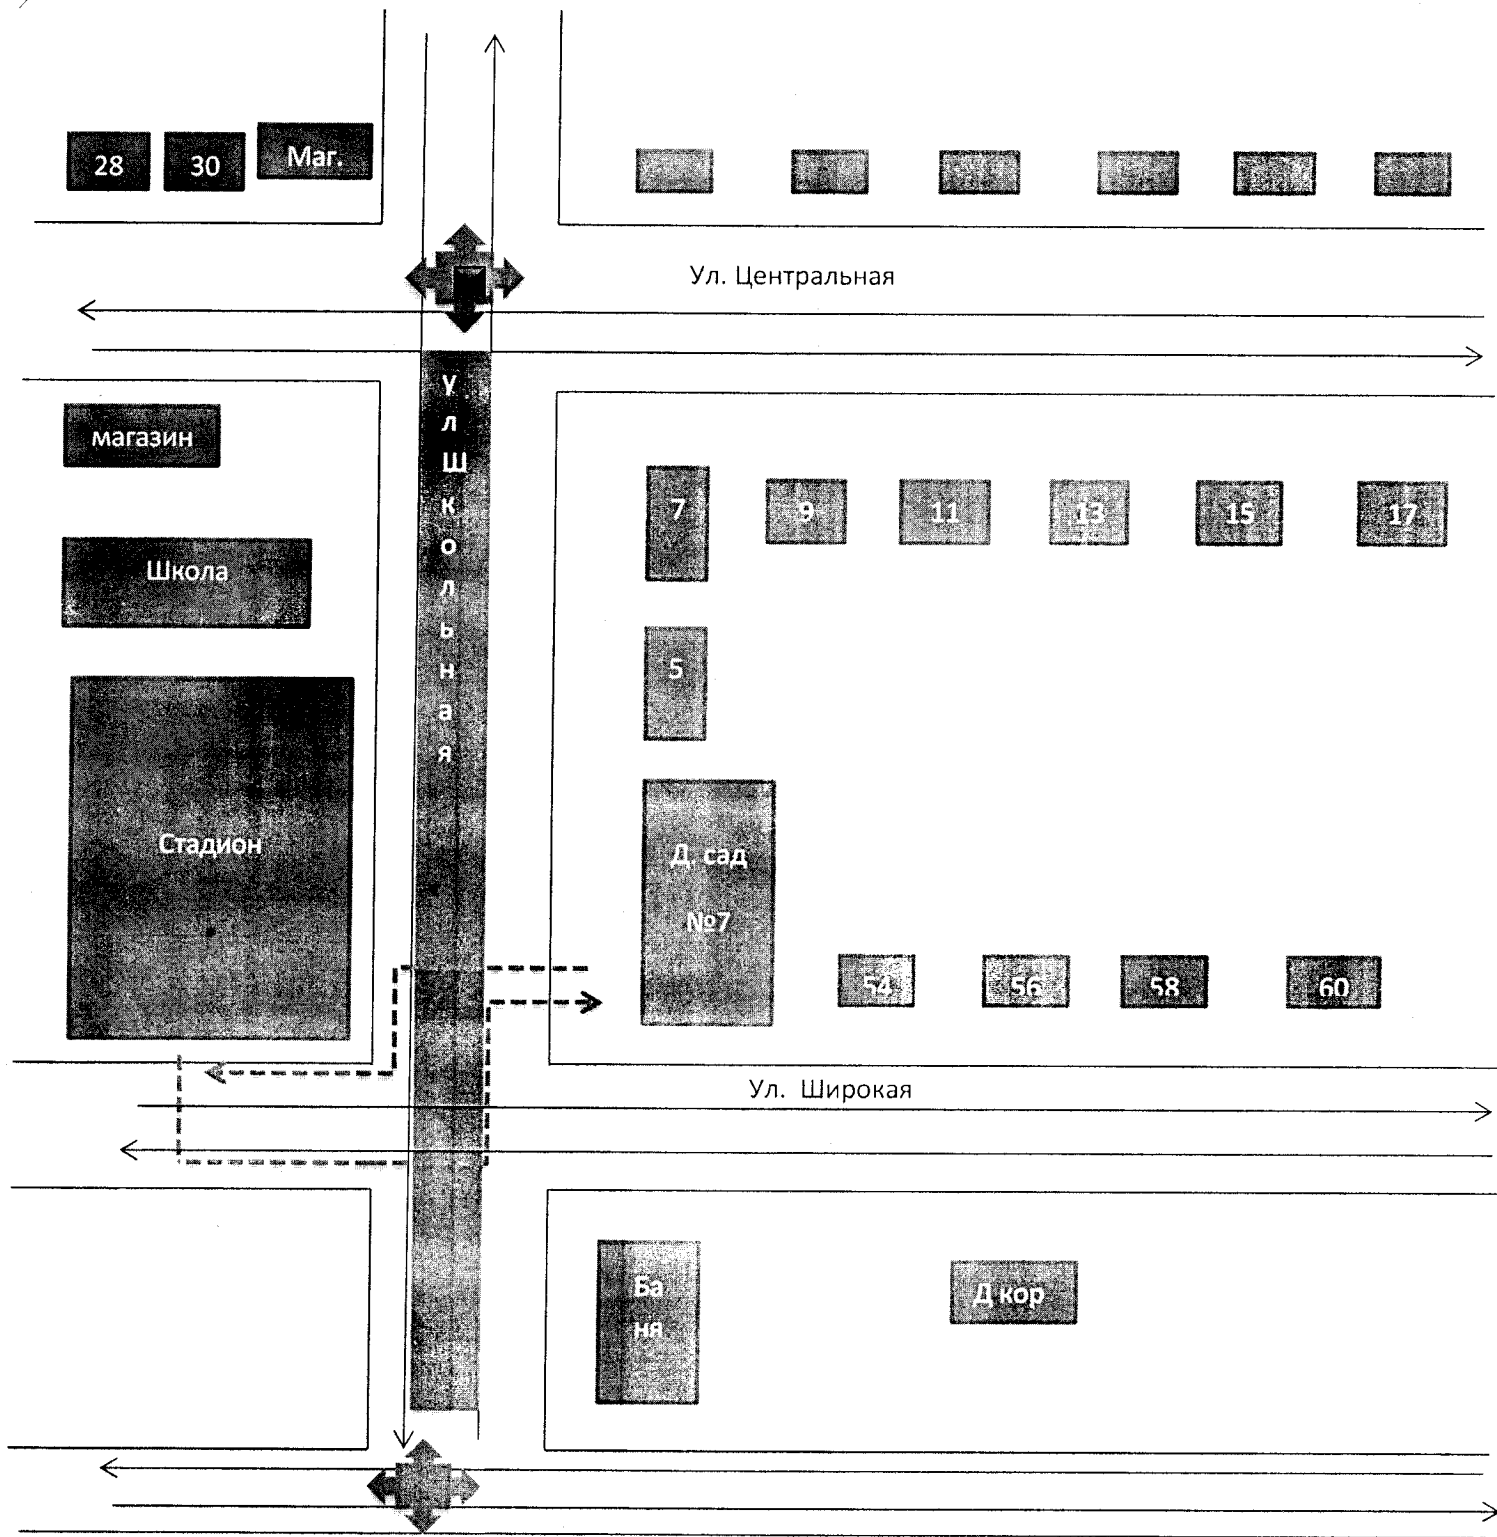 28
30
Маг.
Ул. Центральная
ул школьная
магазин
7
9
11
13
15
17
Школа
5
Стадион
Д. сад
№7
54
56
58
60
Ул. Широкая
Ба
ня
Д кор